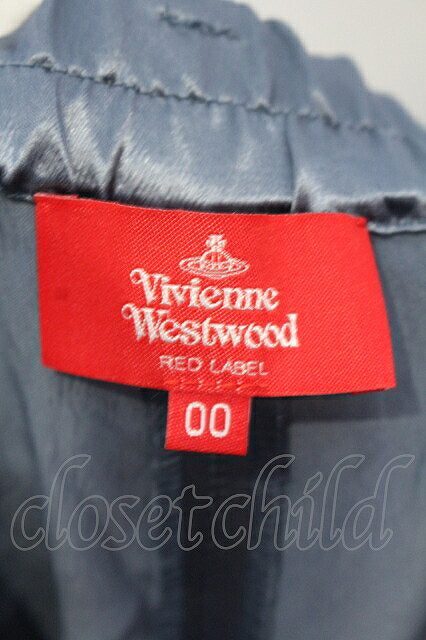 Vivienne
Westwood
RED LABEL
00
closetchild